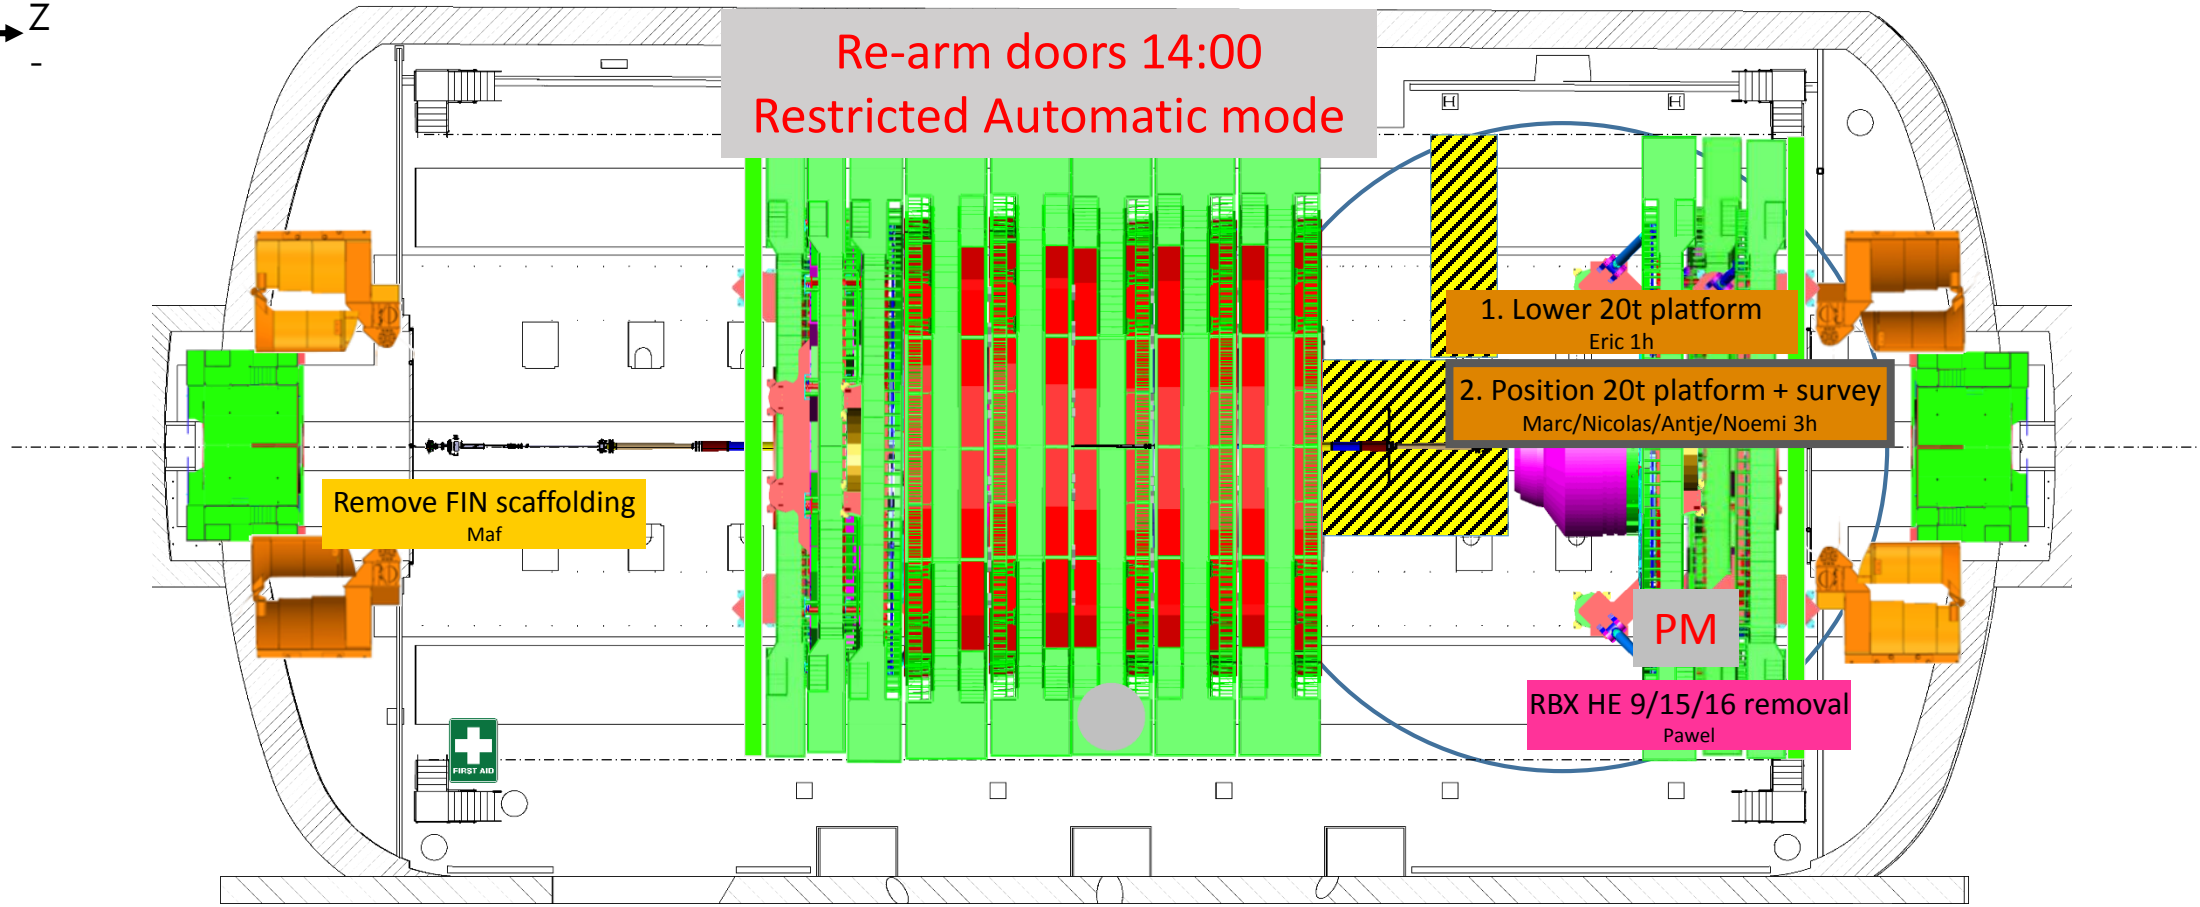 Z
-
Re-arm doors 14:00
Restricted Automatic mode
H
H
1. Lower 20t platform
Eric 1h
2. Position 20t platform + survey
Marc/Nicolas/Antje/Noemi 3h
Remove FIN scaffolding
Maf
PM
RBX HE 9/15/16 removal
Pawel
FIRST AID